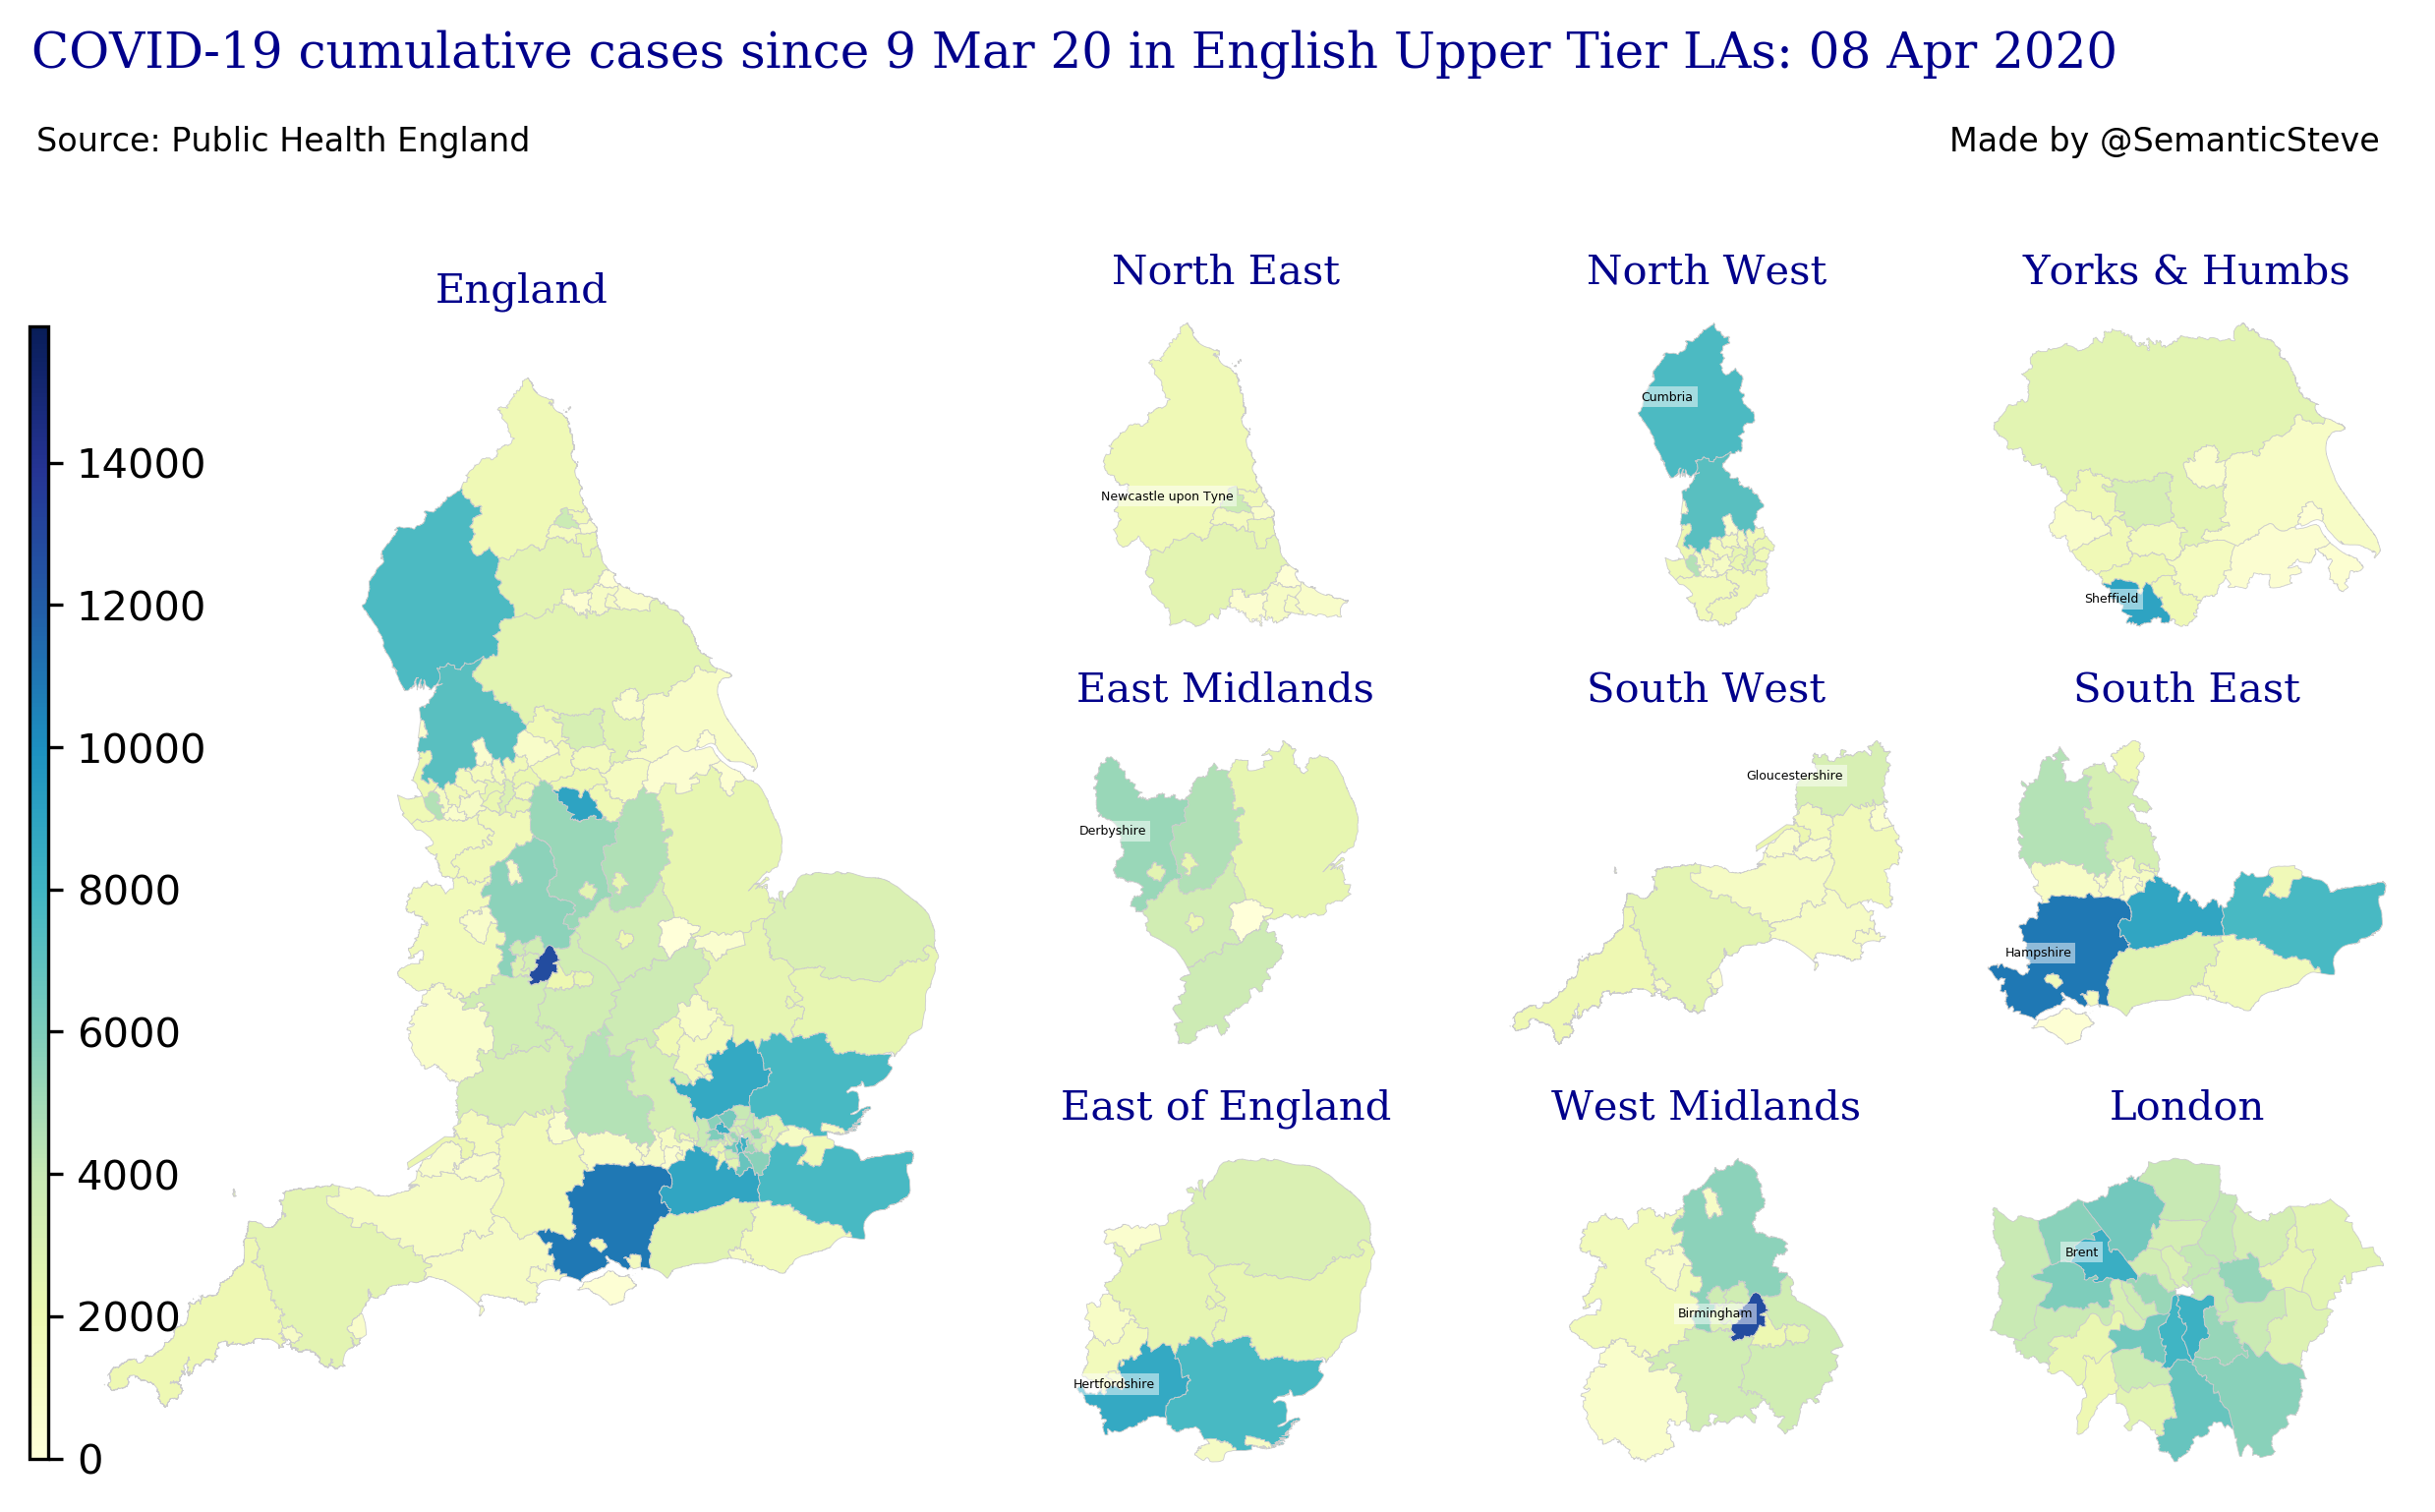 COVID-19 cumulative cases since 9 Mar 20 in English Upper Tier LAs: 08 Apr 2020
Source: Public Health England
Made by @SemanticSteve
England
North East
North West
Yorks & Humbs
14000
12000
10000
8000
6000
4000
2000
0
Cumbria
Newcastle upon Tyne
Sheffield
East Midlands
South West
South East
Gloucestershire
Derbyshire
Hampshire
East of England
West Midlands
London
Brent
Birmingham
Hertfordshire